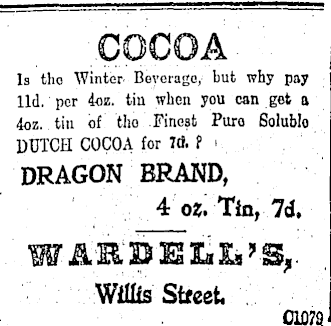 COCOA
Is the Winter Beverage, but why pay
11d. per 4oz. tin when you can get a
4oz. tin of the Finest Pure Soluble
DUTCH COCOA for 7d. ?
DRAGON BRAND,
4 oz. Tin, 7d.
WARDELL'S,
Willis Street.
C1079